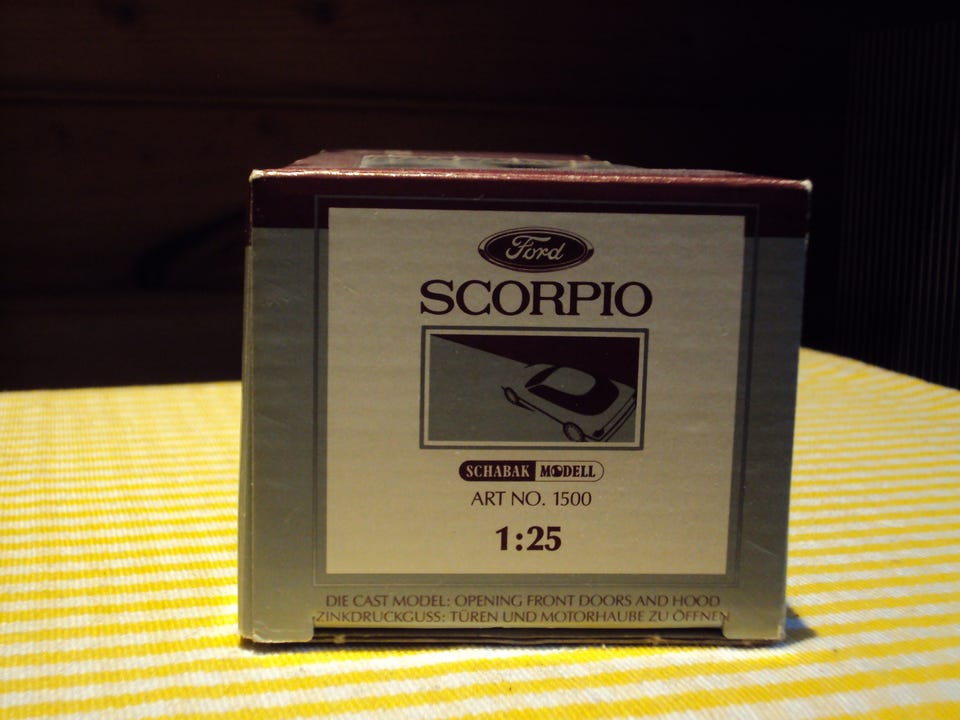 Ford
SCORPIO
SCHABAK MODELL
ART NO. 1500
1:25
DIE CAST MODEL: OPENING FRONT DOORS AND HOOD
ZINKDRUCKGUSS: TÜREN UND MOTORHAUBE ZU ÖFFNEN